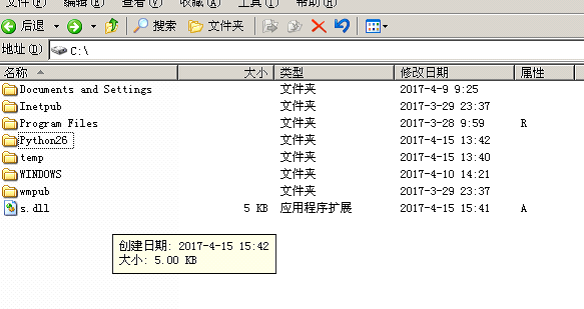 文件(F) 编辑(E) 查看(V) 收藏(A) 工具(T) 帮助(H)
后退 搜索 文件夹
地址(D) C:\
名称 大小 类型 修改日期 属性
Documents and Settings 文件夹 2017-4-9 9:25
Inetpub 文件夹 2017-3-29 23:37
Program Files 文件夹 2017-3-28 9:59 R
Python26 文件夹 2017-4-15 13:42
temp 文件夹 2017-4-15 13:40
WINDOWS 文件夹 2017-4-10 14:21
wmpub 文件夹 2017-3-29 23:37
s.dll 5 KB 应用程序扩展 2017-4-15 15:41 A
创建日期: 2017-4-15 15:42
大小: 5.00 KB